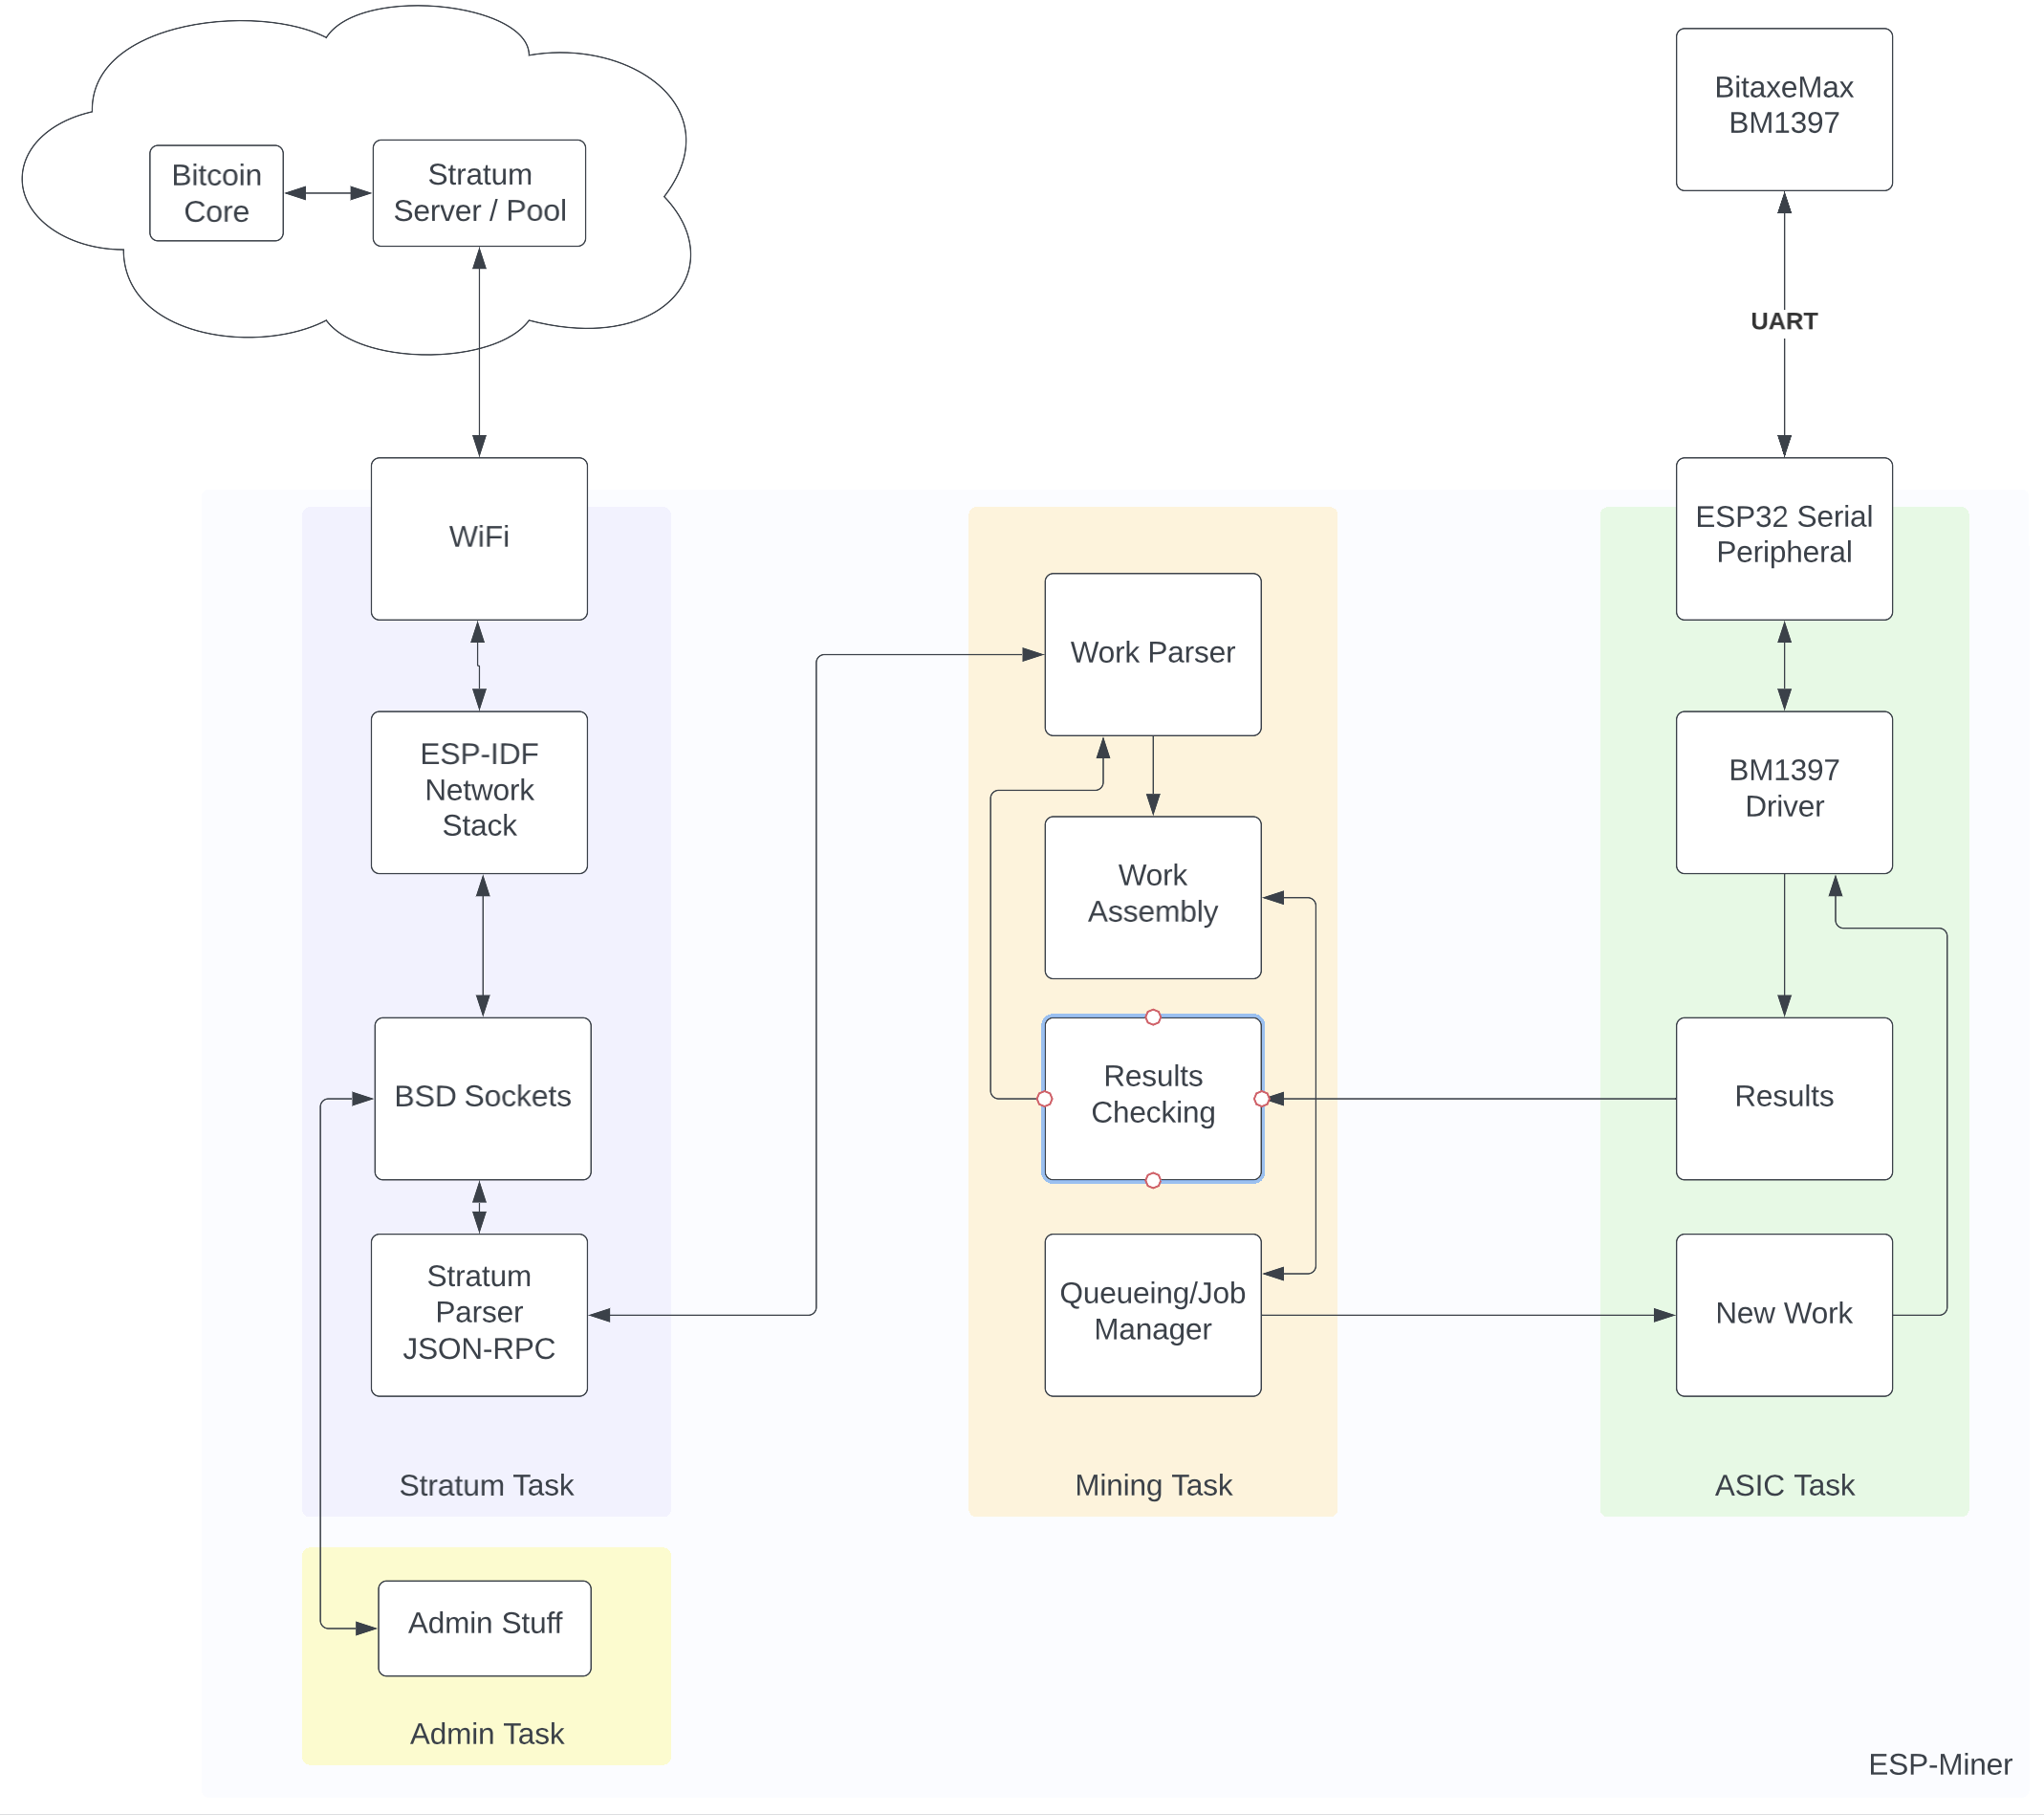 Bitcoin
Core
Stratum
Server / Pool
BitaxeMax
BM1397
UART
WiFi
ESP-IDF
Network
Stack
BSD Sockets
Stratum
Parser
JSON-RPC
Stratum Task
Admin Stuff
Admin Task
Work Parser
Work
Assembly
Results
Checking
Queueing/Job
Manager
Mining Task
ESP32 Serial
Peripheral
BM1397
Driver
Results
New Work
ASIC Task
ESP-Miner